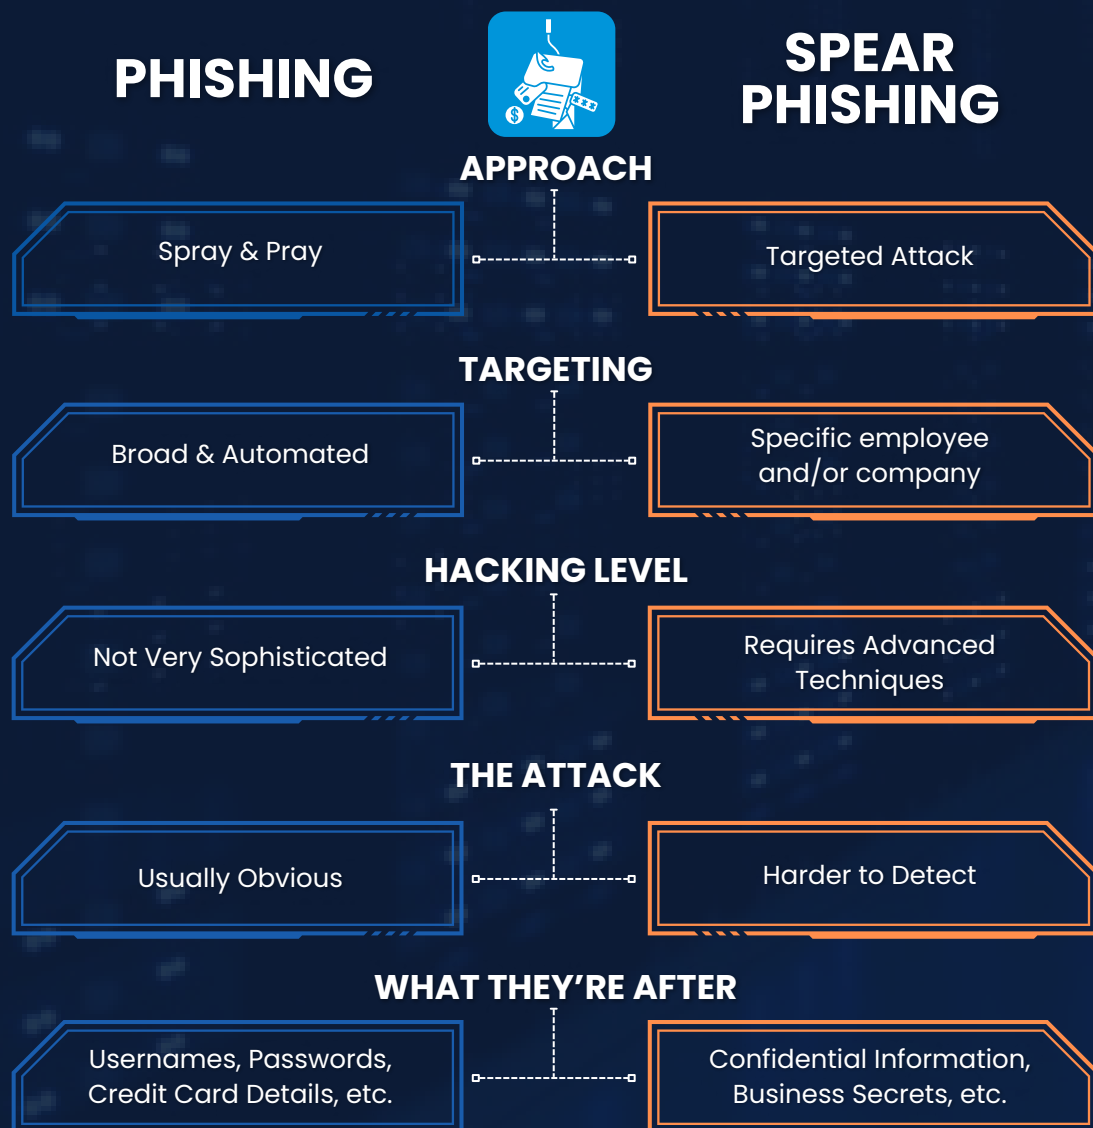 PHISHING
SPEAR
PHISHING
$
***
APPROACH
Spray & Pray
Targeted Attack
TARGETING
Broad & Automated
Specific employee
and/or company
HACKING LEVEL
Not Very Sophisticated
Requires Advanced
Techniques
THE ATTACK
Usually Obvious
Harder to Detect
WHAT THEY’RE AFTER
Usernames, Passwords,
Credit Card Details, etc.
Confidential Information,
Business Secrets, etc.